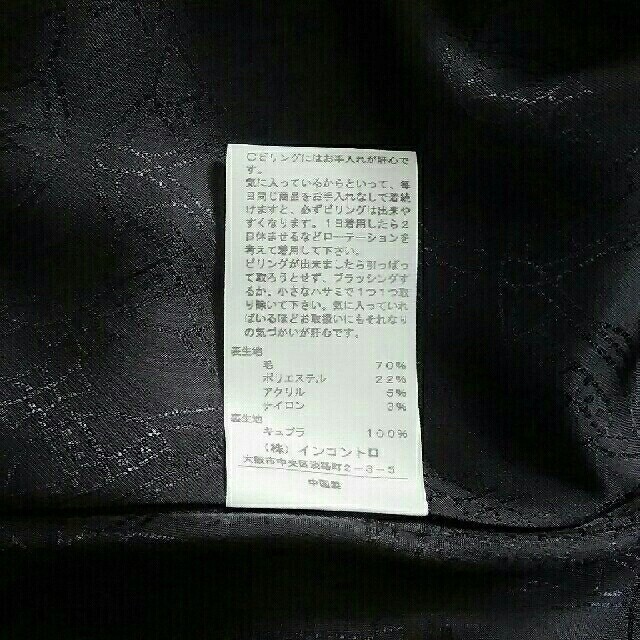 ○ピリングにはお手入れが肝心で
す。
気に入っているからといって、毎
日同じ商品をお手入れなしで着続
けますと、必ずピリングは出来や
すくなります。1日着用したら2
日休ませるなどローテーションを
考えて着用して下さい。
ピリングが出来ましたら引っぱっ
て取ろうとせず、ブラッシングす
るか、小さなハサミで1つ1つ取
り除いて下さい。気に入っていれ
ばいるほどお取扱いにもそれなり
の気づかいが肝心です。
表生地
毛 70%
ポリエステル 22%
アクリル 5%
ナイロン 3%
裏生地
キュプラ 100%
(株)インコントロ
大阪市中央区淡路町2-3-5
中国製